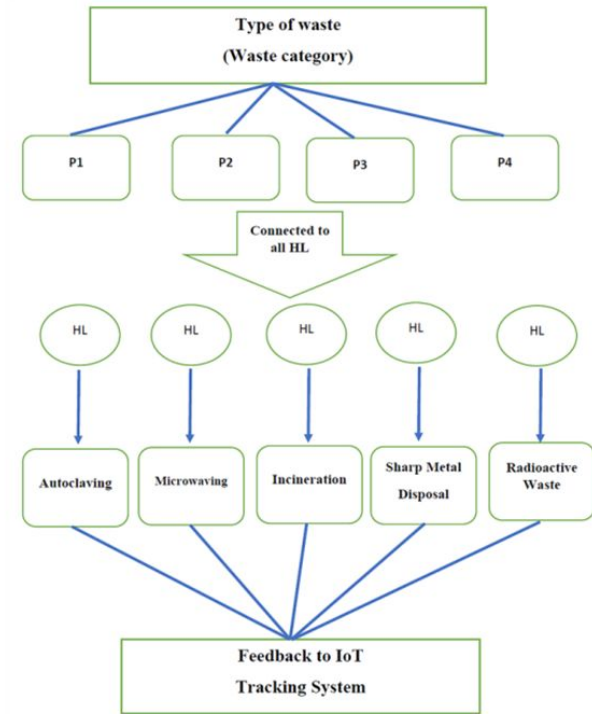 Type of waste
(Waste category)
P1
P2
P3
P4
Connected to
all HL
HL
HL
HL
HL
HL
Autoclaving
Microwaving
Incineration
Sharp Metal
Disposal
Radioactive
Waste
Feedback to IoT
Tracking System